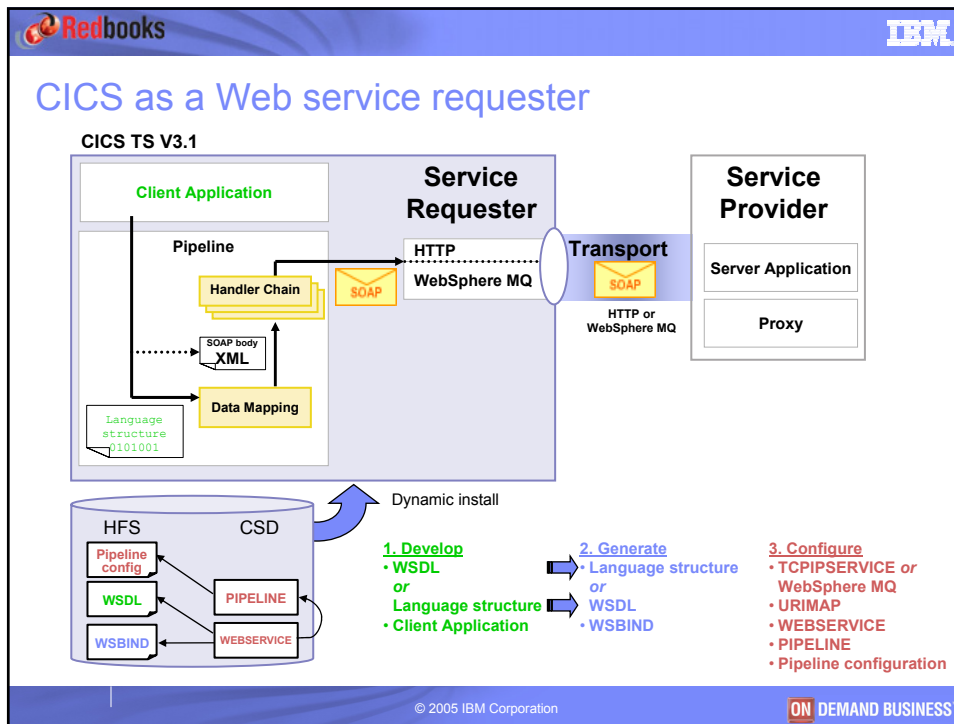 Redbooks
IBM
CICS as a Web service requester
CICS TS V3.1
Client Application
Pipeline
Handler Chain
SOAP body
XML
Data Mapping
Language
structure
0101001
Service
Requester
SOAP
HTTP
WebSphere MQ
Transport
SOAP
HTTP or
WebSphere MQ
Service
Provider
Server Application
Proxy
Dynamic install
HFS
CSD
Pipeline
config
WSDL
WSBIND
PIPELINE
WEBSERVICE
1. Develop
• WSDL
or
Language structure
• Client Application
2. Generate
• Language structure
or
WSDL
• WSBIND
3. Configure
• TCPIPSERVICE or
WebSphere MQ
• URIMAP
• WEBSERVICE
• PIPELINE
• Pipeline configuration
© 2005 IBM Corporation
ON DEMAND BUSINESS